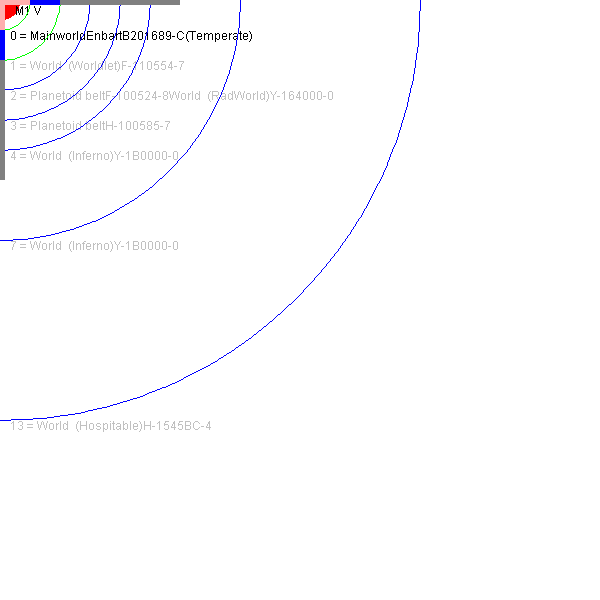 M1 V
0 = MainworldEnbartB201689-C(Temperate)
1 = World  (Worldlet)F-110554-7
2 = Planetoid beltF-100524-8World  (RadWorld)Y-164000-0
3 = Planetoid beltH-100585-7
4 = World  (Inferno)Y-1B0000-0
7 = World  (Inferno)Y-1B0000-0
13 = World  (Hospitable)H-1545BC-4